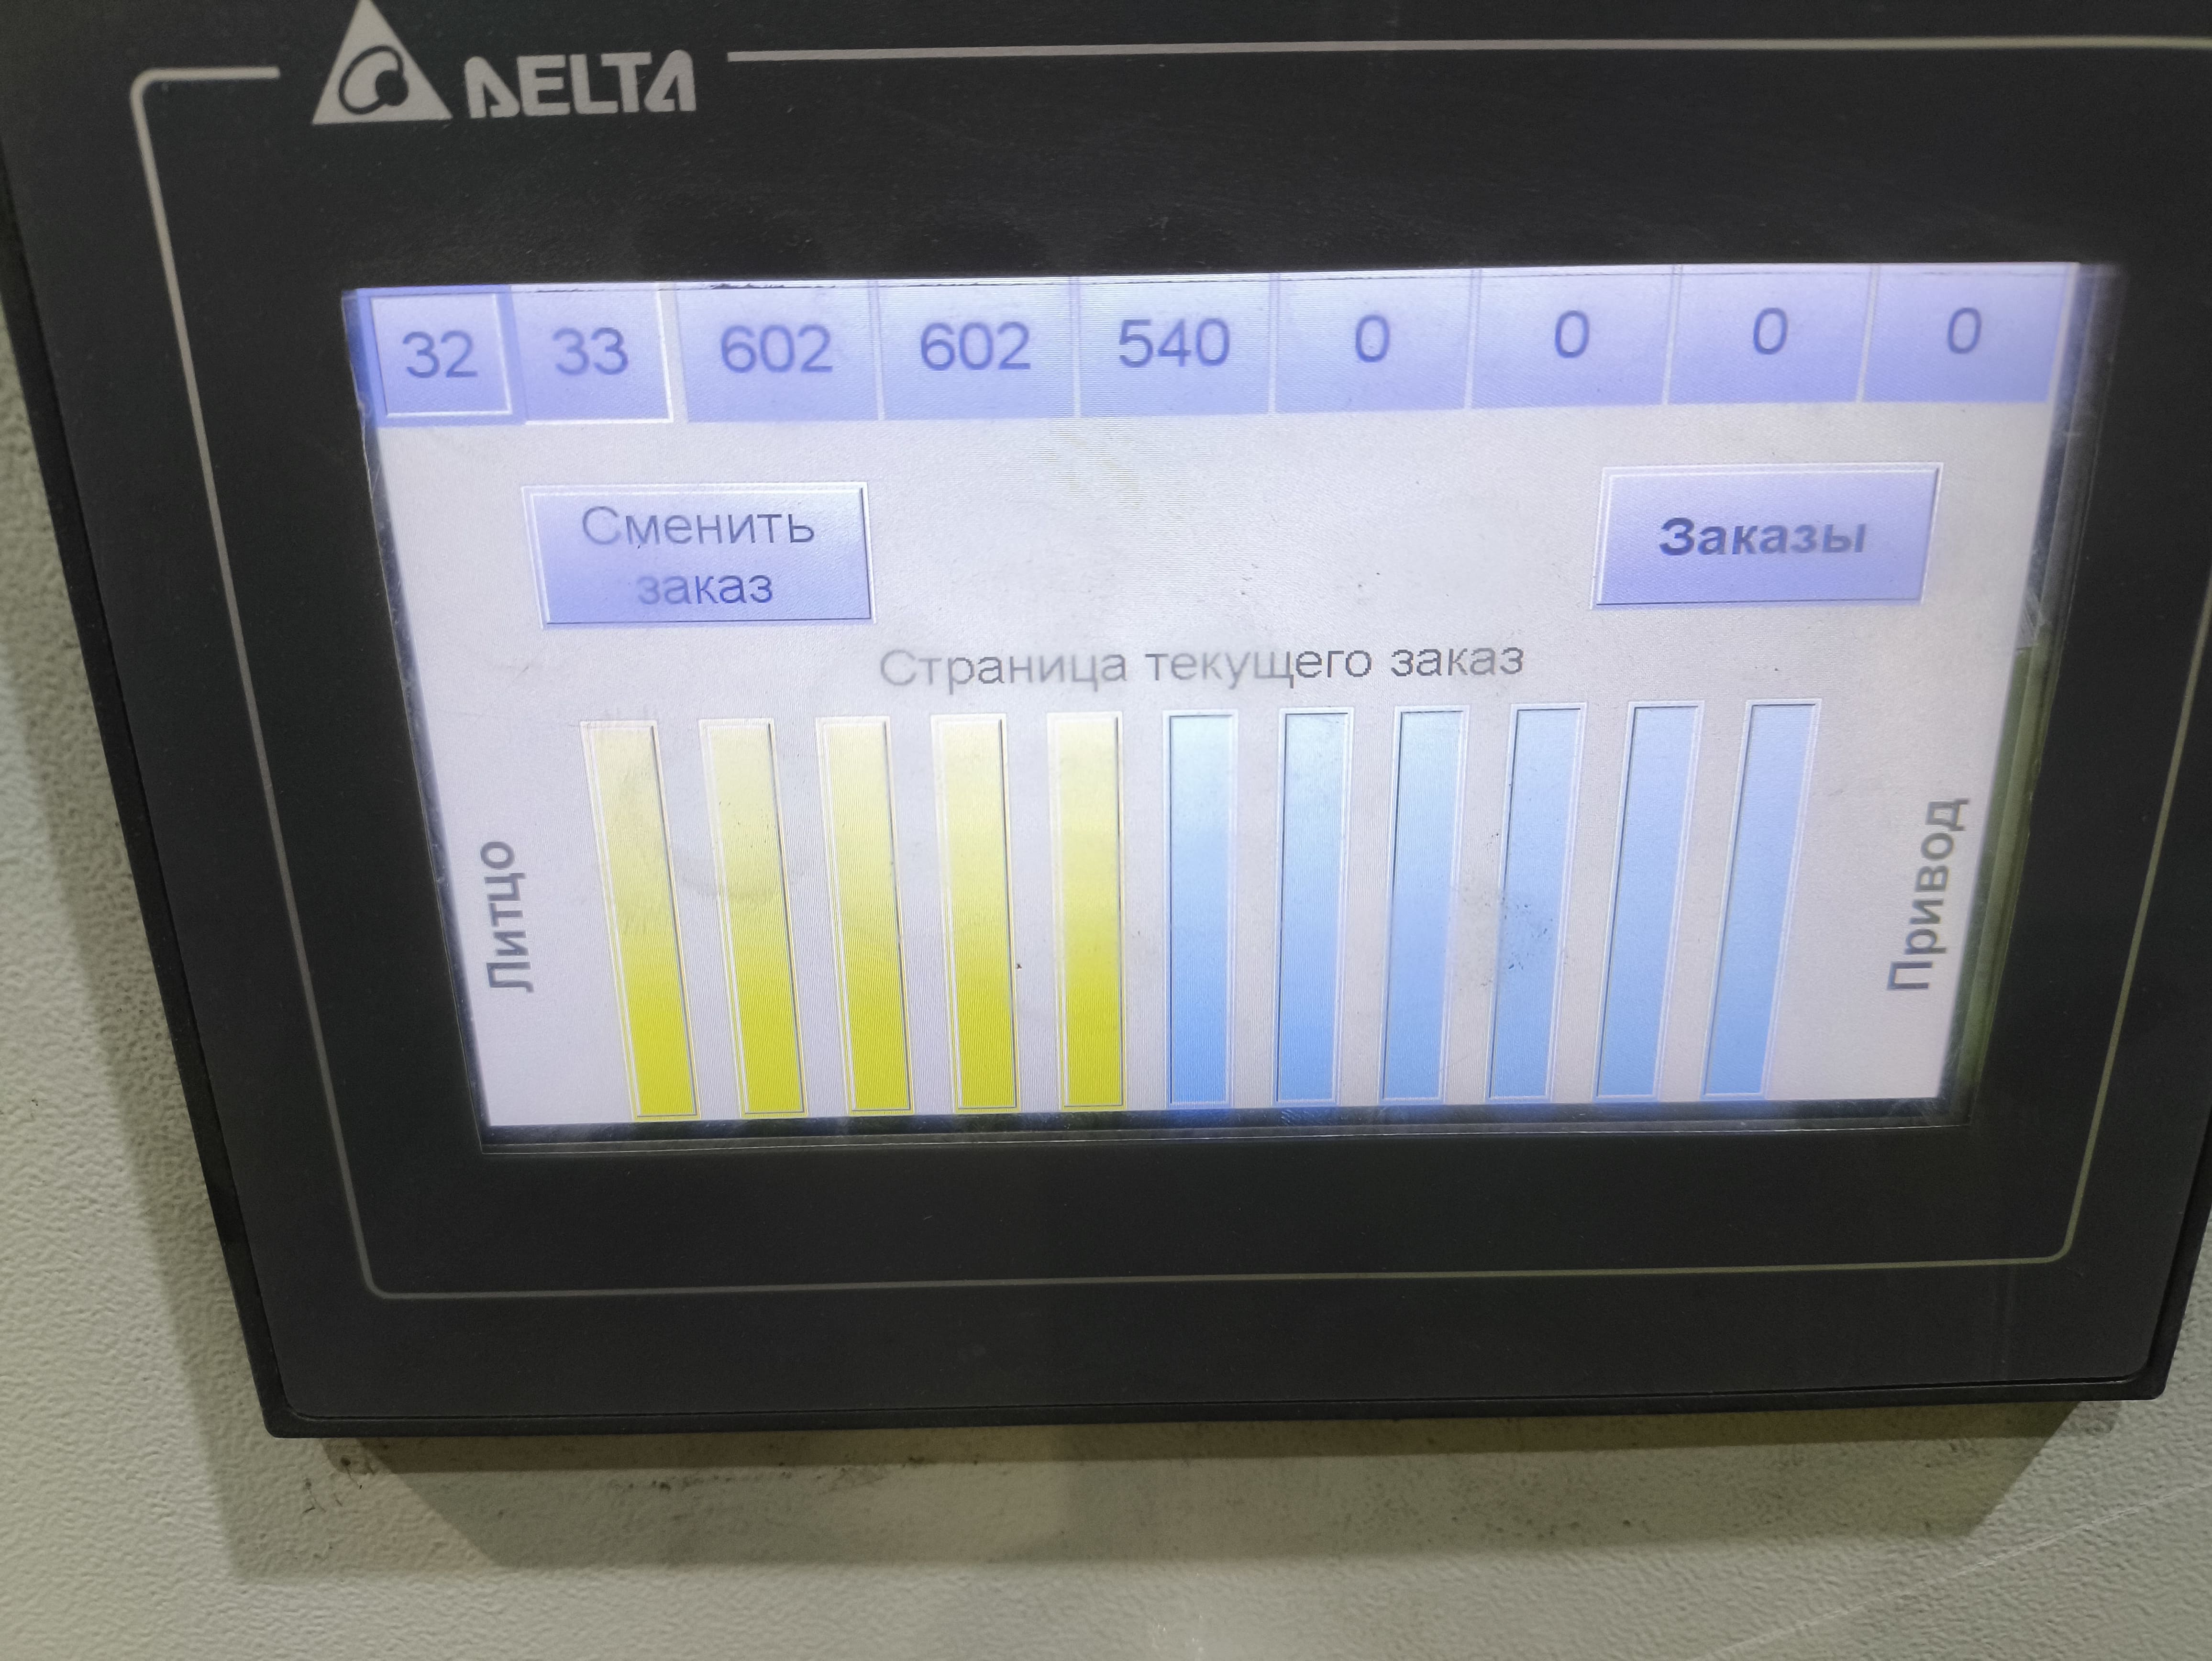 DELTA
32 33 602 602 540 0 0 0 0
Сменить
заказ
Заказы
Страница текущего заказ
Литцо
Привод